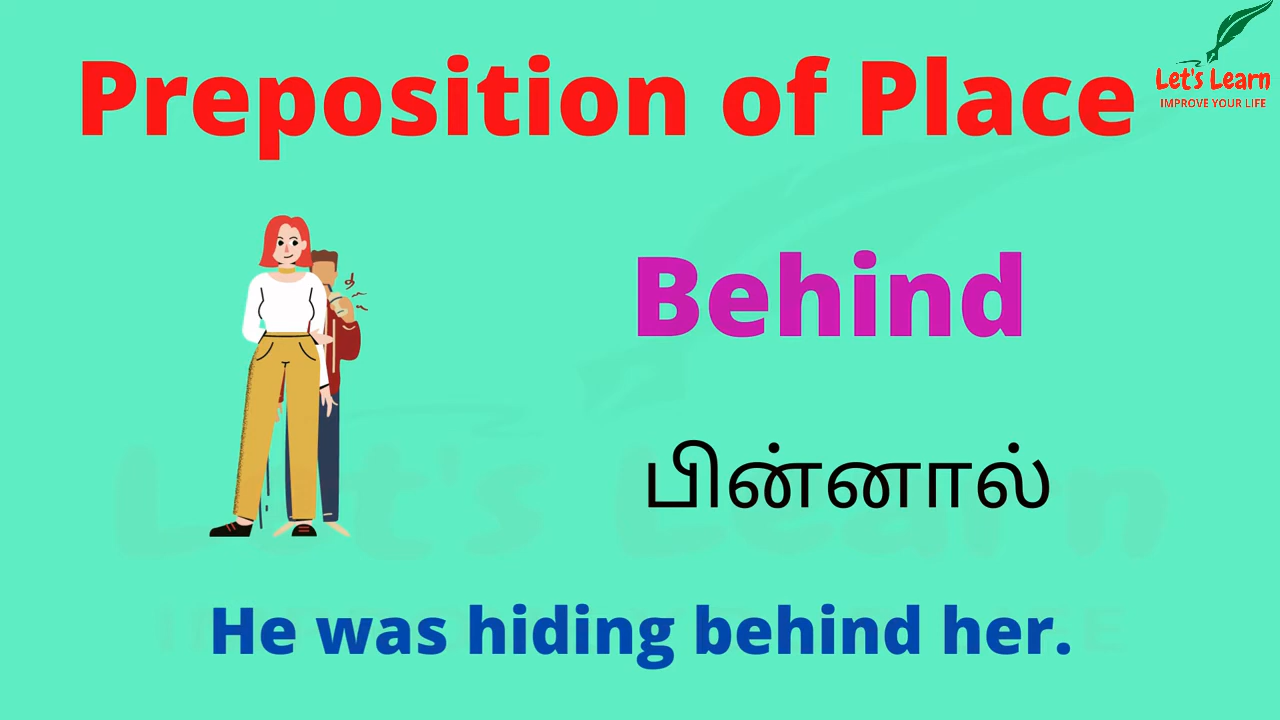 Preposition of Place
Let's Learn
IMPROVE YOUR LIFE
Behind
பின்னால்
He was hiding behind her.